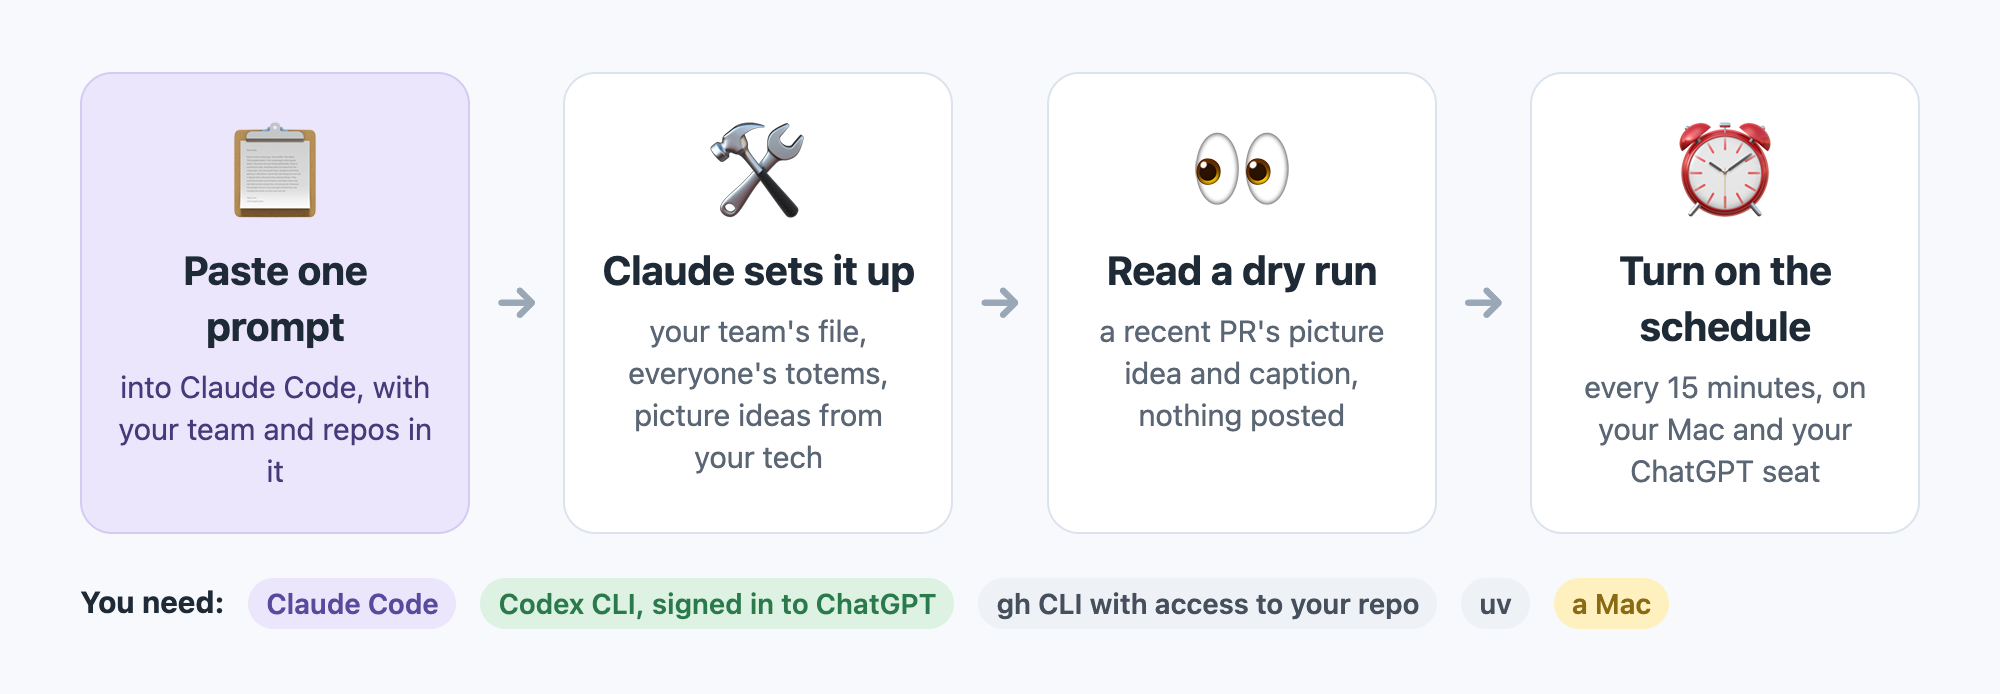 Paste one
prompt
into Claude Code, with
your team and repos in
it
Claude sets it up
your team's file,
everyone's totems,
picture ideas from
your tech
Read a dry run
a recent PR's picture
idea and caption,
nothing posted
Turn on the
schedule
every 15 minutes, on
your Mac and your
ChatGPT seat
You need: Claude Code Codex CLI, signed in to ChatGPT gh CLI with access to your repo uv a Mac